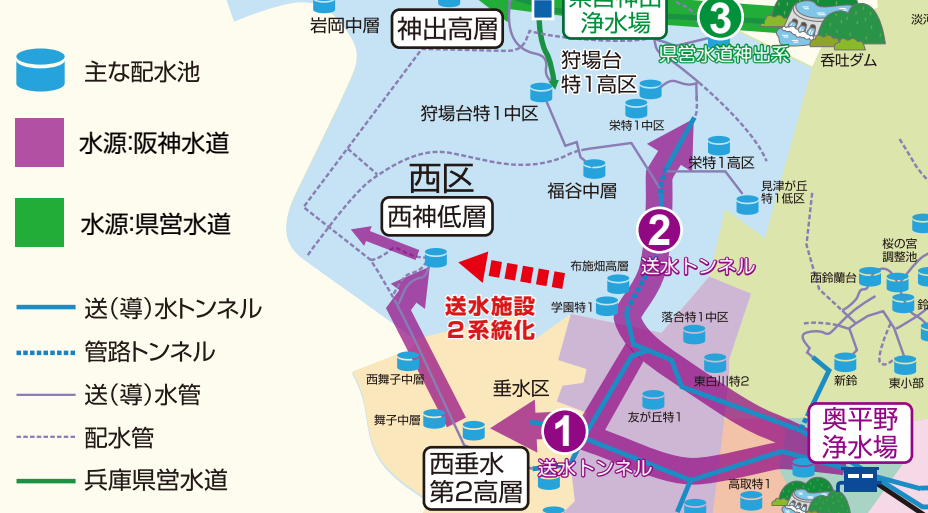 岩岡中層
神出高層
浄水場
3
県営水道神出系
呑吐ダム
主な配水池
狩場台
特1高区
狩場台特1中区
栄特1中区
水源:阪神水道
栄特1高区
西区
福谷中層
見津が丘
特1低区
西神低層
水源:県営水道
2
送水トンネル
桜の宮
調整池
布施畑高層
西鈴蘭台
送水施設
2系統化
学園特1
送(導)水トンネル
落合特1中区
管路トンネル
西舞子中層
東白川特2
新鈴
東小部
垂水区
送(導)水管
舞子中層
友が丘特1
奥平野
浄水場
1
配水管
西垂水
第2高層
送水トンネル
兵庫県営水道
高取特1